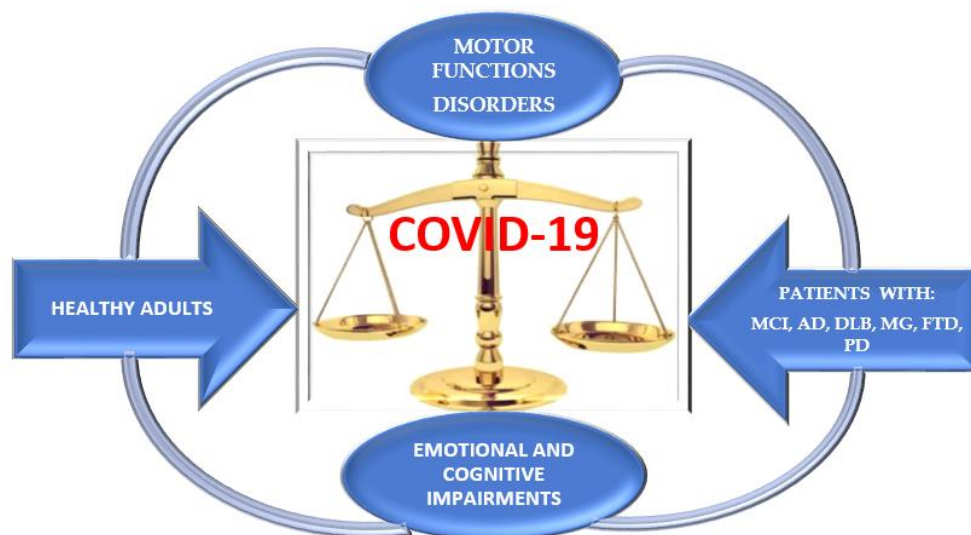 MOTOR
FUNCTIONS
DISORDERS
COVID-19
HEALTHY ADULTS
PATIENTS WITH:
MCI, AD, DLB, MG, FTD,
PD
EMOTIONAL AND
COGNITIVE
IMPAIRMENTS